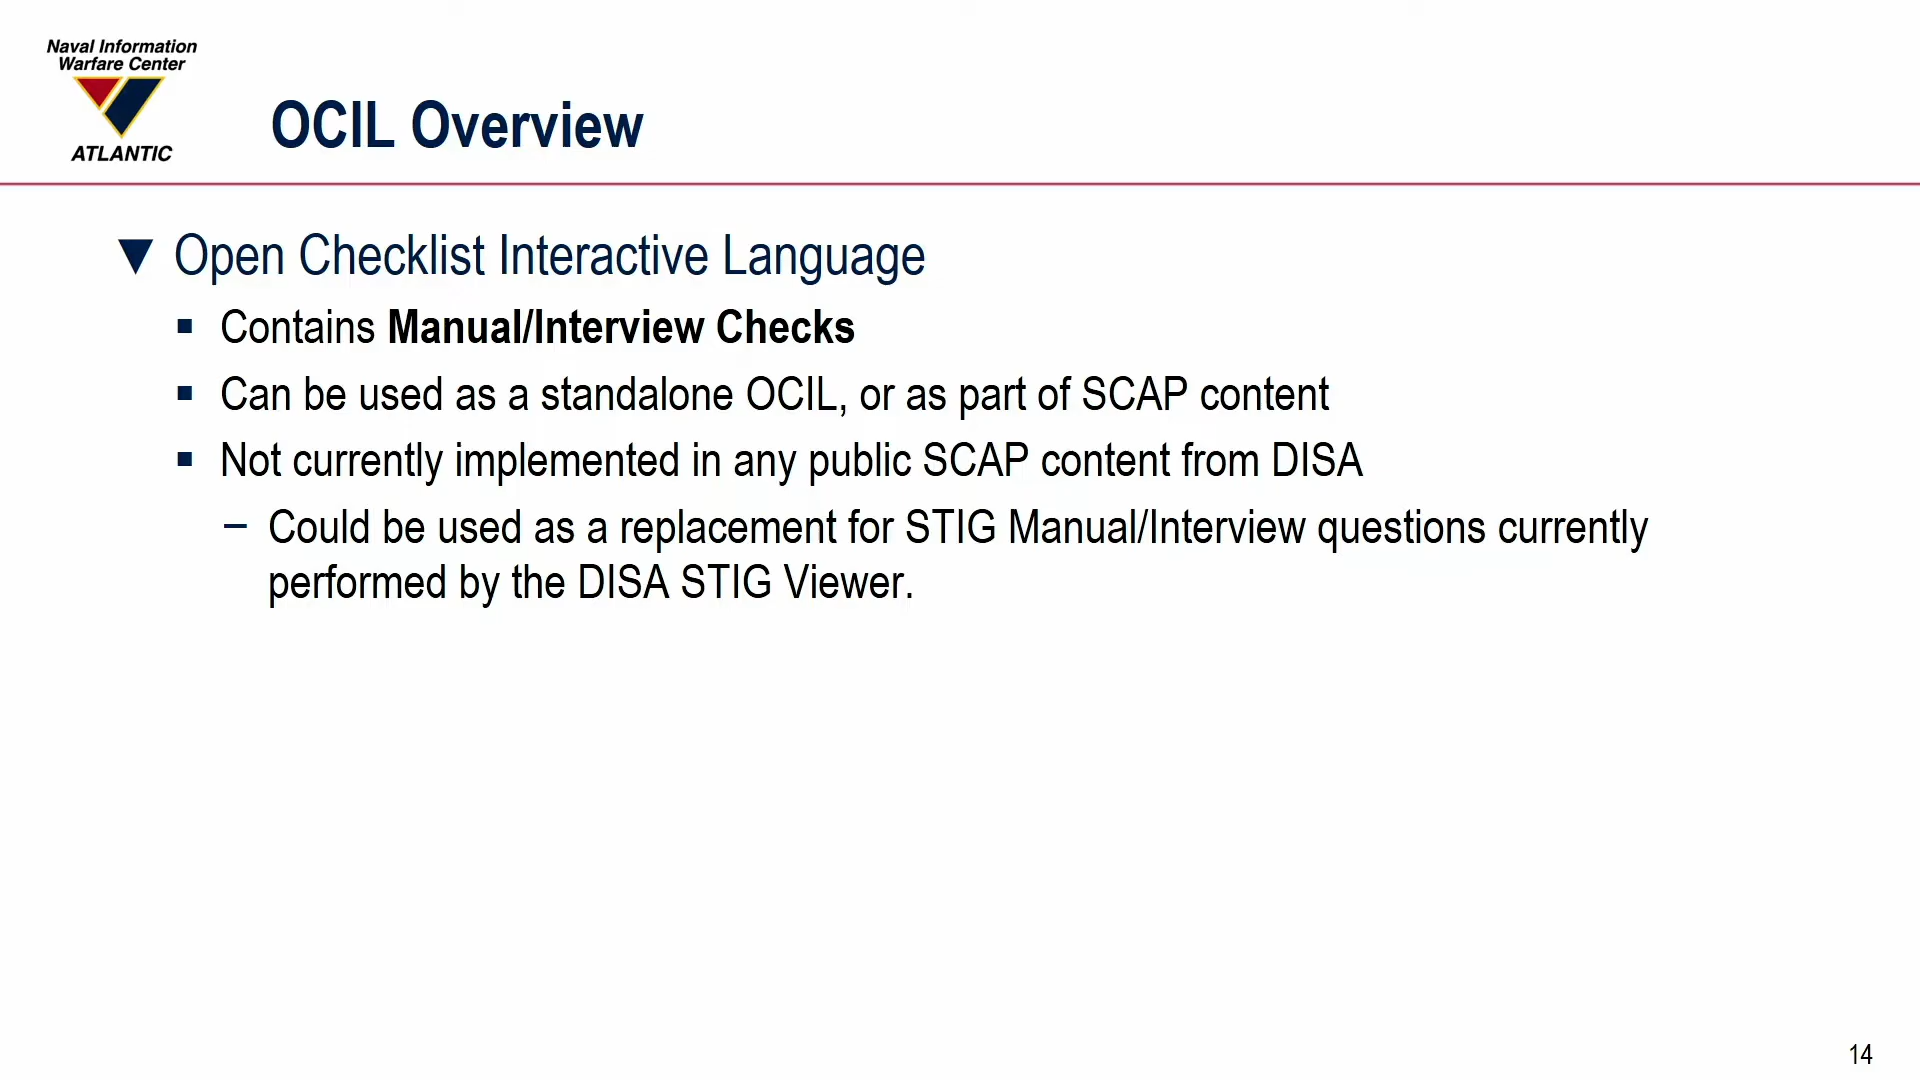 Naval Information
Warfare Center
ATLANTIC
OCIL Overview
▼ Open Checklist Interactive Language
▪ Contains Manual/Interview Checks
▪ Can be used as a standalone OCIL, or as part of SCAP content
▪ Not currently implemented in any public SCAP content from DISA
– Could be used as a replacement for STIG Manual/Interview questions currently
performed by the DISA STIG Viewer.
14